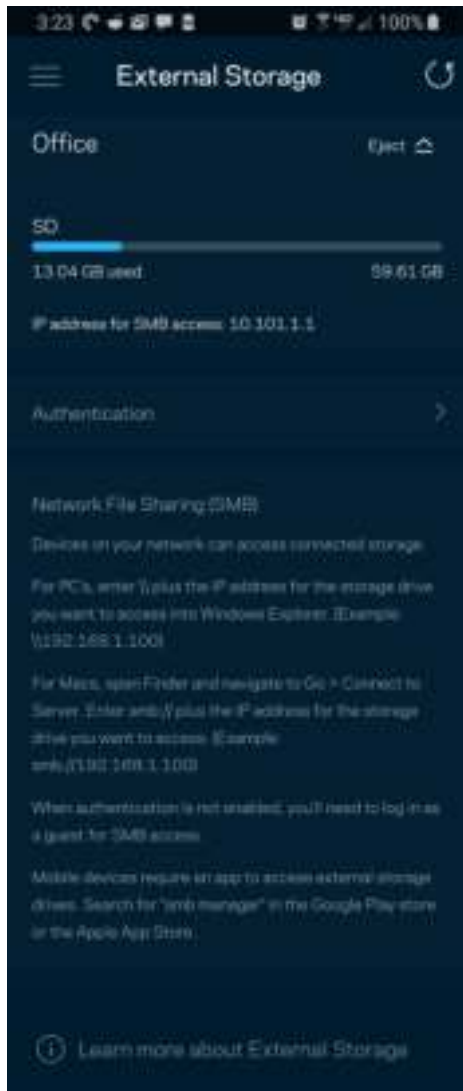 3:23 100%
External Storage
Office Eject
SD
13.04 GB used 59.61 GB
IP address for SMB access: 10.101.1.1
Authentication
Network File Sharing (SMB)
Devices on your network can access connected storage.
For PC's, enter \\ plus the IP address for the storage drive
you want to access into Windows Explorer. (Example:
\\192.168.1.100)
For Macs, open Finder and navigate to Go > Connect to
Server. Enter smb:// plus the IP address for the storage
drive you want to access. (Example:
smb://192.168.1.100)
When authentication is not enabled, you'll need to log in as
a guest for SMB access.
Mobile devices require an app to access external storage
drives. Search for "smb manager" in the Google Play store
or the Apple App Store.
Learn more about External Storage